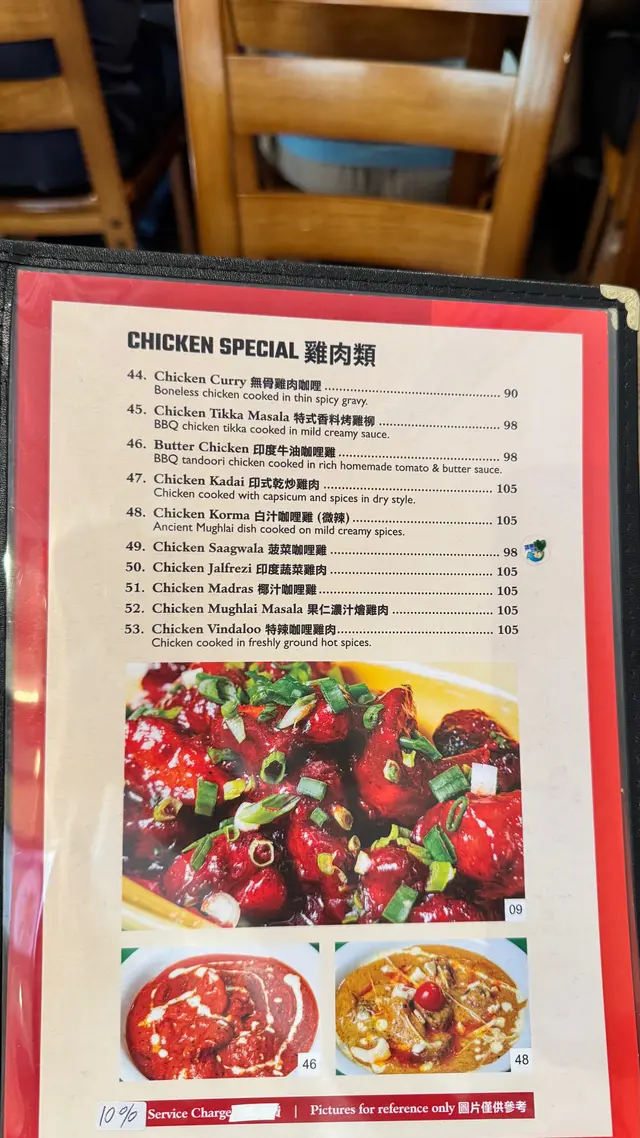 CHICKEN SPECIAL 雞肉類
44. Chicken Curry 無骨雞肉咖哩 ........ 90
Boneless chicken cooked in thin spicy gravy.
45. Chicken Tikka Masala 特式香料烤雞柳 ........ 98
BBQ chicken tikka cooked in mild creamy sauce.
46. Butter Chicken 印度牛油咖哩雞 ........ 98
BBQ tandoori chicken cooked in rich homemade tomato & butter sauce.
47. Chicken Kadai 印式乾炒雞肉 ........ 105
Chicken cooked with capsicum and spices in dry style.
48. Chicken Korma 白汁咖哩雞 (微辣) ........ 105
Ancient Mughlai dish cooked on mild creamy spices.
49. Chicken Saagwala 菠菜咖哩雞 ........ 98
50. Chicken Jalfrezi 印度蔬菜雞肉 ........ 105
51. Chicken Madras 椰汁咖哩雞 ........ 105
52. Chicken Mughlai Masala 果仁濃汁燴雞肉 ........ 105
53. Chicken Vindaloo 特辣咖哩雞肉 ........ 105
Chicken cooked in freshly ground hot spices.
09
46
48
10% Service Charge | Pictures for reference only 圖片僅供參考